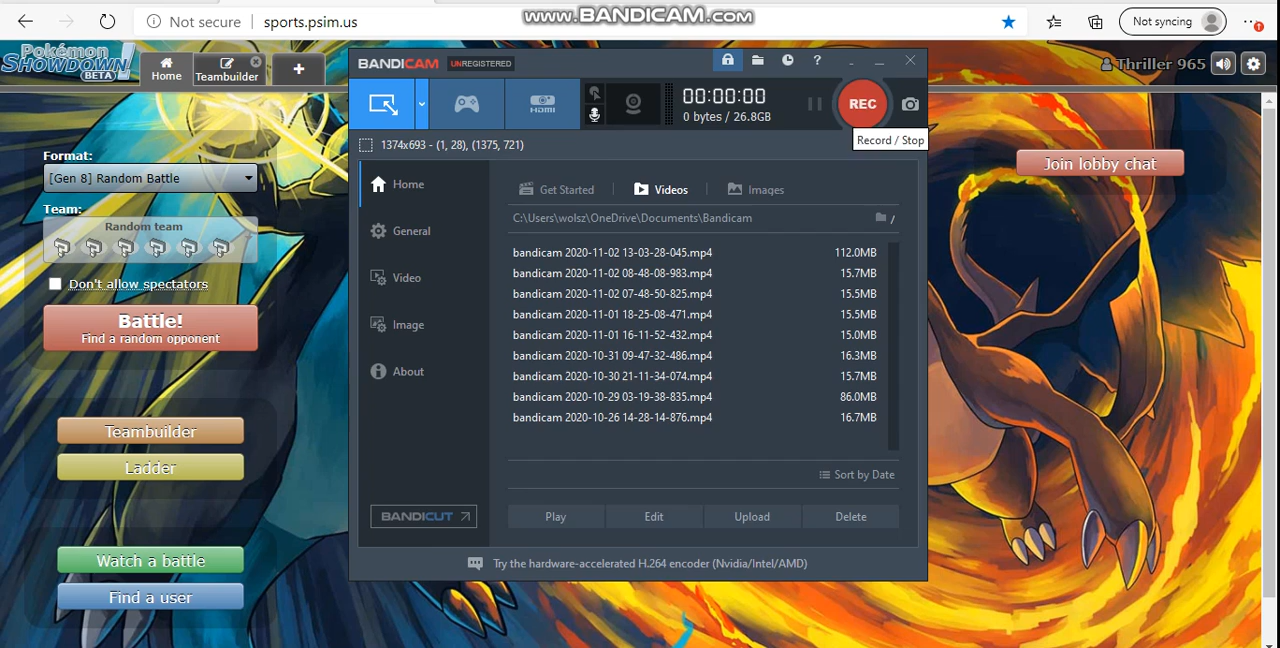 Not secure
sports.psim.us
www.BANDICAM.com
Not syncing
Pokémon
SHOWDOWN!
BETA
Home
Teambuilder
Thriller 965
BANDICAM
UNREGISTERED
00:00:00
0 bytes / 26.8GB
REC
HDMI
Record / Stop
1374x693 - (1, 28), (1375, 721)
Format:
[Gen 8] Random Battle
Team:
Random team
Don't allow spectators
Battle!
Find a random opponent
Teambuilder
Ladder
Watch a battle
Find a user
Home
General
Video
Image
About
BANDICUT
Get Started
Videos
Images
C:\Users\wolsz\OneDrive\Documents\Bandicam
/
bandicam 2020-11-02 13-03-28-045.mp4 112.0MB
bandicam 2020-11-02 08-48-08-983.mp4 15.7MB
bandicam 2020-11-02 07-48-50-825.mp4 15.5MB
bandicam 2020-11-01 18-25-08-471.mp4 15.5MB
bandicam 2020-11-01 16-11-52-432.mp4 15.0MB
bandicam 2020-10-31 09-47-32-486.mp4 16.3MB
bandicam 2020-10-30 21-11-34-074.mp4 15.7MB
bandicam 2020-10-29 03-19-38-835.mp4 86.0MB
bandicam 2020-10-26 14-28-14-876.mp4 16.7MB
Sort by Date
Play
Edit
Upload
Delete
Try the hardware-accelerated H.264 encoder (Nvidia/Intel/AMD)
Join lobby chat